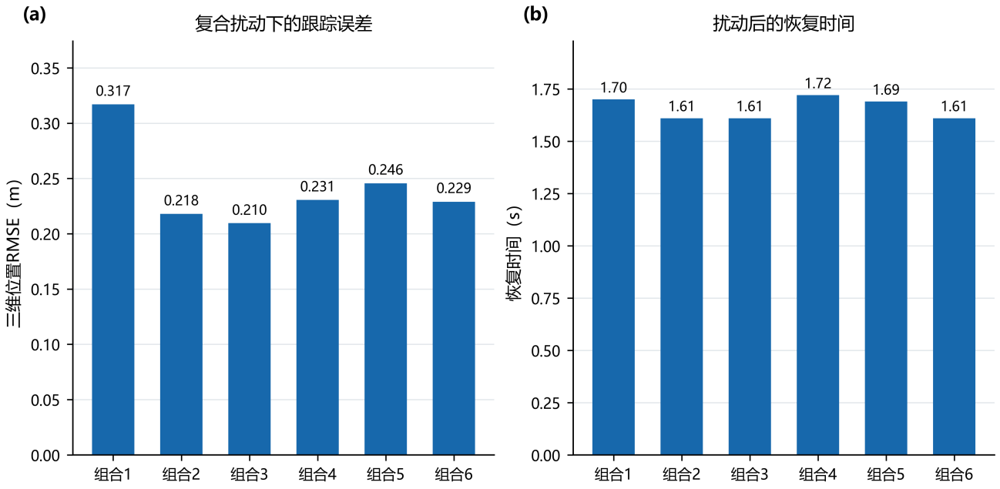 (a)
复合扰动下的跟踪误差
三维位置RMSE（m）
0.35
0.30
0.25
0.20
0.15
0.10
0.05
0.00
0.317
0.218
0.210
0.231
0.246
0.229
组合1
组合2
组合3
组合4
组合5
组合6
(b)
扰动后的恢复时间
恢复时间（s）
1.75
1.50
1.25
1.00
0.75
0.50
0.25
0.00
1.70
1.61
1.61
1.72
1.69
1.61
组合1
组合2
组合3
组合4
组合5
组合6